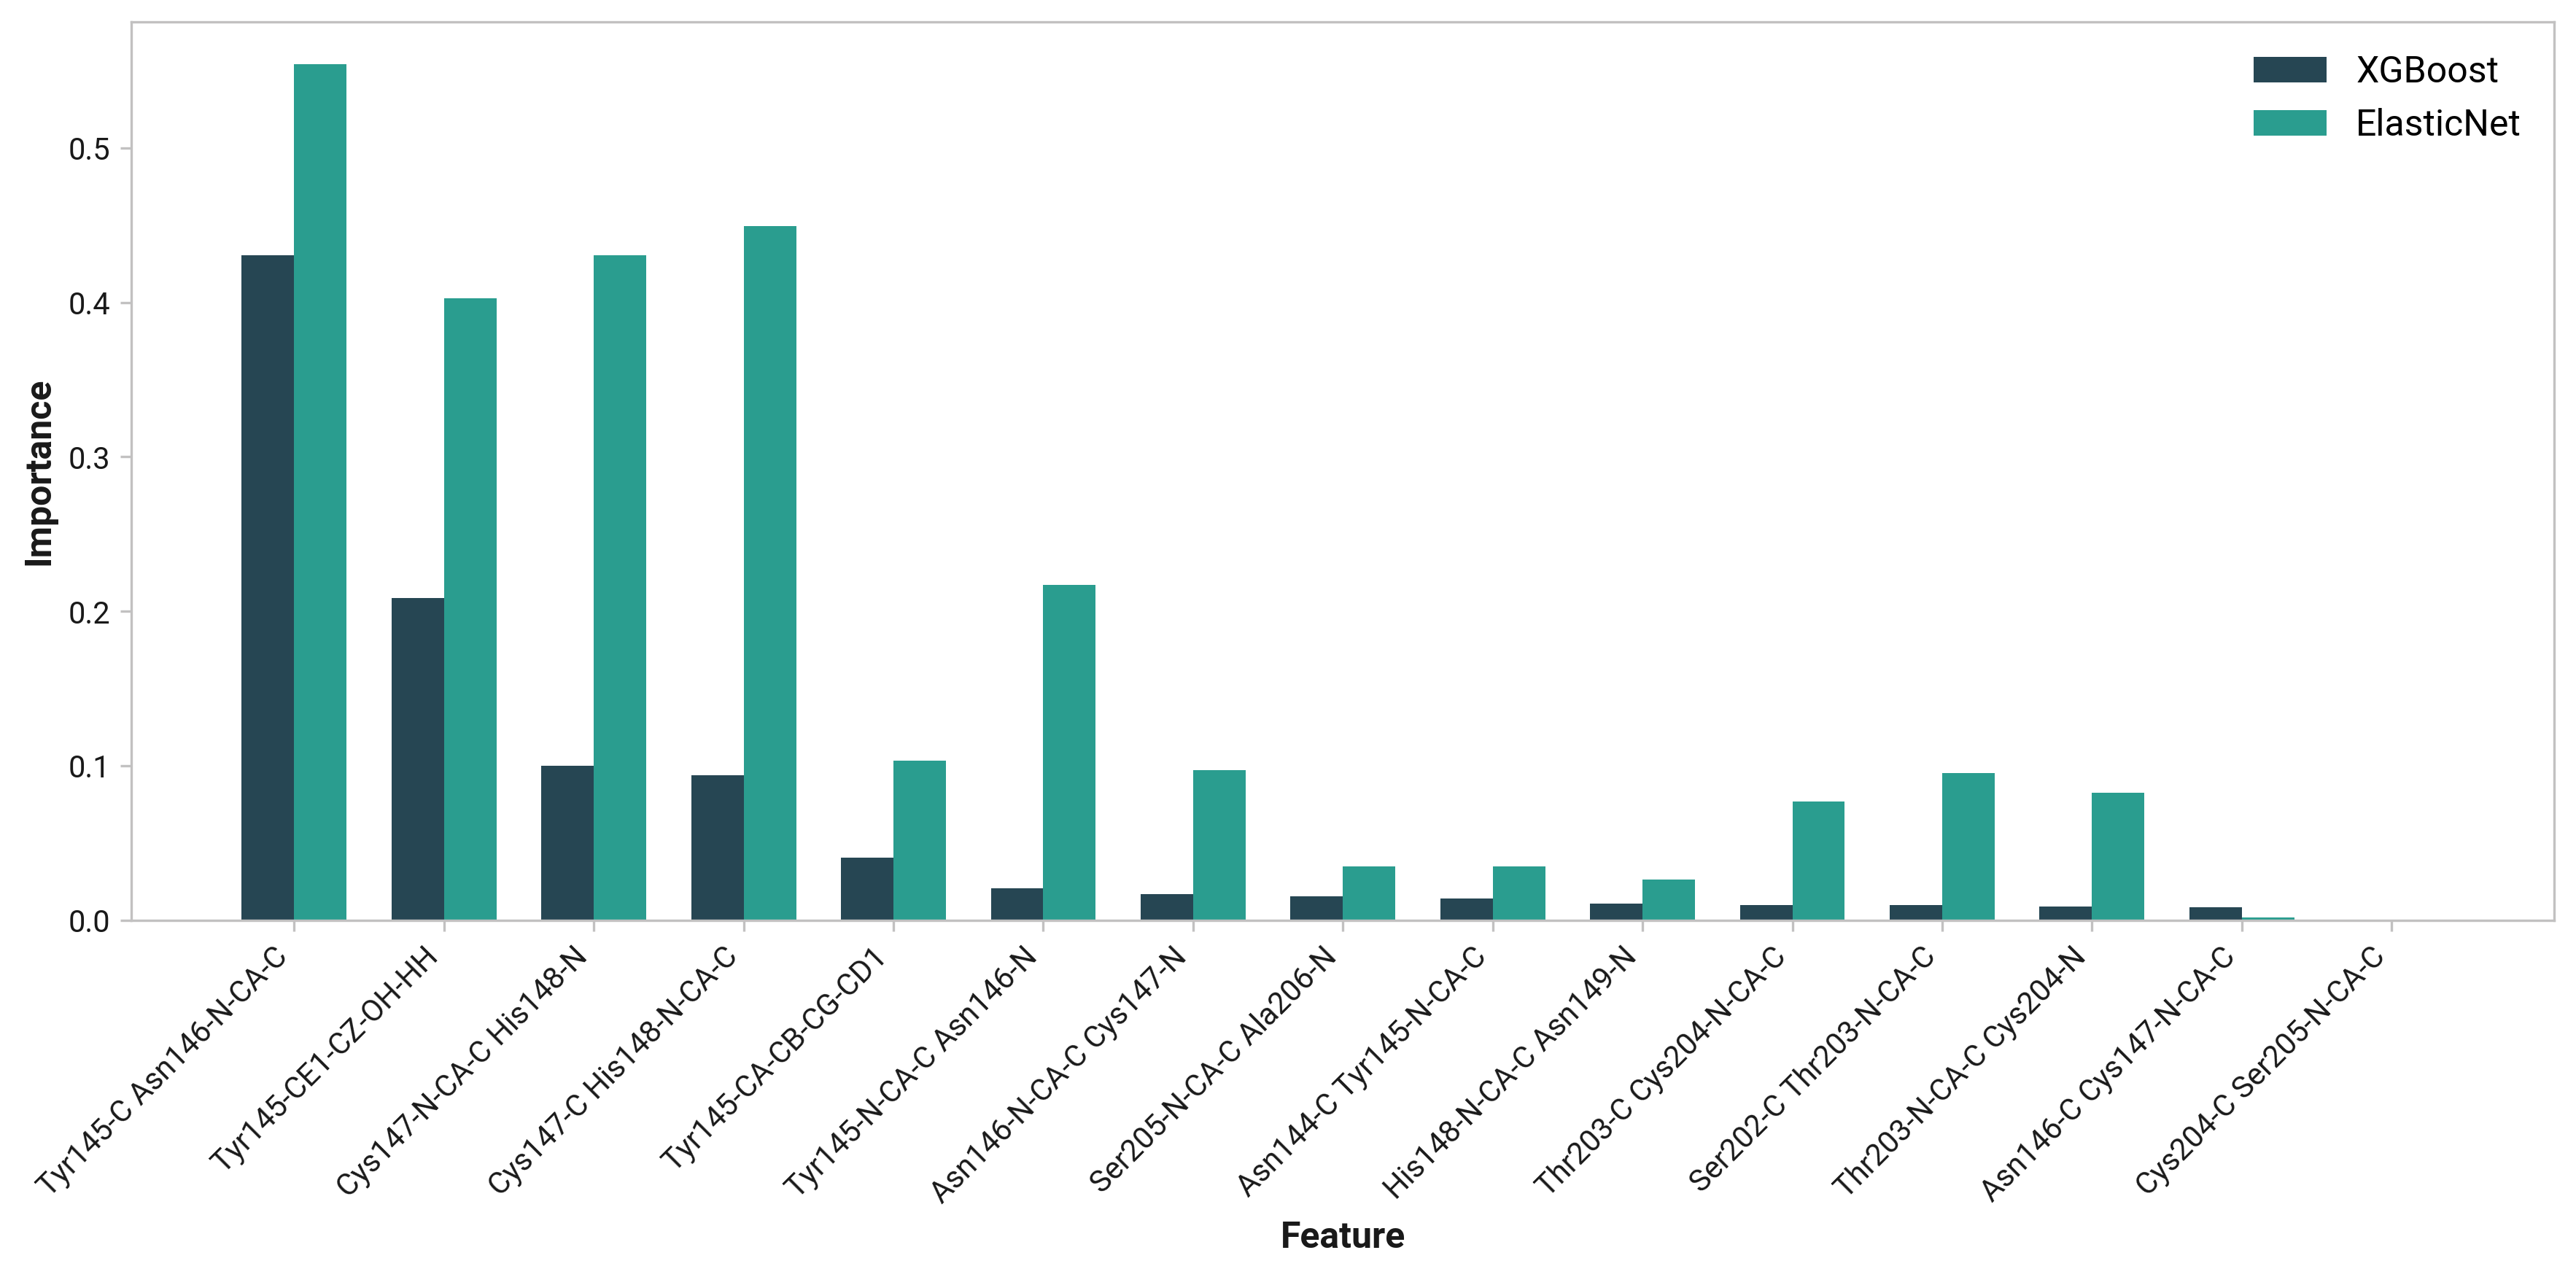 XGBoost
ElasticNet
Importance
0.5
0.4
0.3
0.2
0.1
0.0
Tyr145-C Asn146-N-CA-C
Tyr145-CE1-CZ-OH-HH
Cys147-N-CA-C His148-N
Cys147-C His148-N-CA-C
Tyr145-CA-CB-CG-CD1
Tyr145-N-CA-C Asn146-N
Asn146-N-CA-C Cys147-N
Ser205-N-CA-C Ala206-N
Asn144-C Tyr145-N-CA-C
His148-N-CA-C Asn149-N
Thr203-C Cys204-N-CA-C
Ser202-C Thr203-N-CA-C
Thr203-N-CA-C Cys204-N
Asn146-C Cys147-N-CA-C
Cys204-C Ser205-N-CA-C
Feature